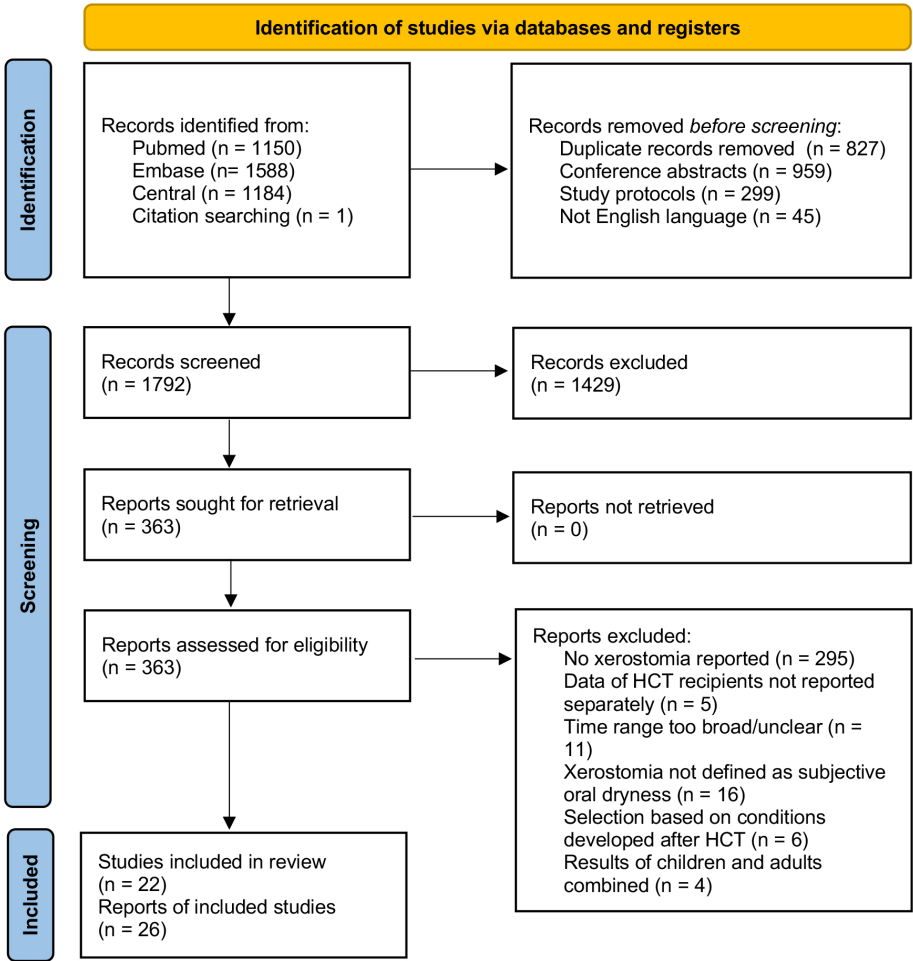 Identification of studies via databases and registers
Identification
Records identified from:
Pubmed (n = 1150)
Embase (n= 1588)
Central (n = 1184)
Citation searching (n = 1)
Records removed before screening:
Duplicate records removed (n = 827)
Conference abstracts (n = 959)
Study protocols (n = 299)
Not English language (n = 45)
Screening
Records screened
(n = 1792)
Records excluded
(n = 1429)
Reports sought for retrieval
(n = 363)
Reports not retrieved
(n = 0)
Reports assessed for eligibility
(n = 363)
Reports excluded:
No xerostomia reported (n = 295)
Data of HCT recipients not reported
separately (n = 5)
Time range too broad/unclear (n =
11)
Xerostomia not defined as subjective
oral dryness (n = 16)
Selection based on conditions
developed after HCT (n = 6)
Results of children and adults
combined (n = 4)
Included
Studies included in review
(n = 22)
Reports of included studies
(n = 26)